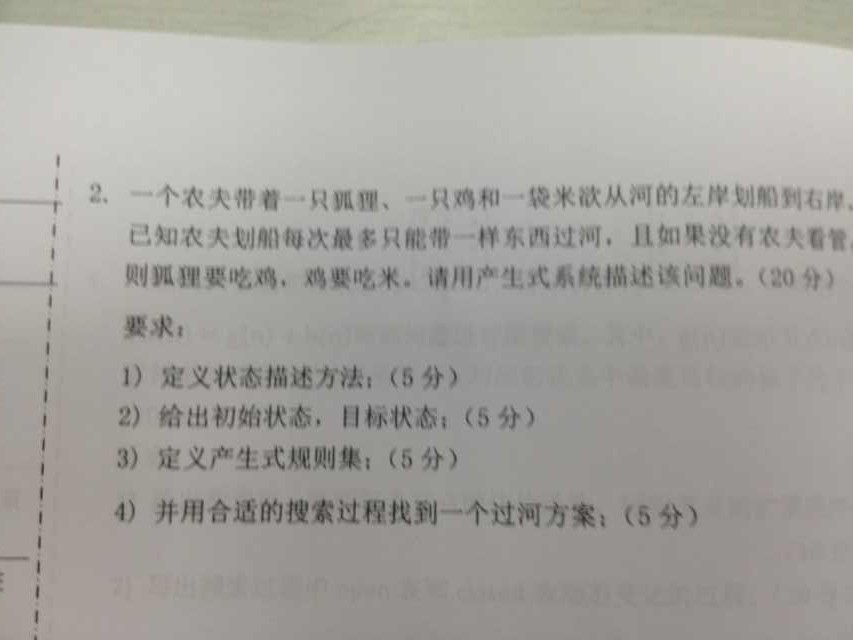 2、一个农夫带着一只狐狸、一只鸡和一袋米欲从河的左岸划船到右岸,
已知农夫划船每次最多只能带一样东西过河，且如果没有农夫看管,
则狐狸要吃鸡，鸡要吃米。请用产生式系统描述该问题。（20 分）
要求：
1）定义状态描述方法；（5 分）
2）给出初始状态，目标状态；（5 分）
3）定义产生式规则集；（5 分）
4）并用合适的搜索过程找到一个过河方案；（5 分）